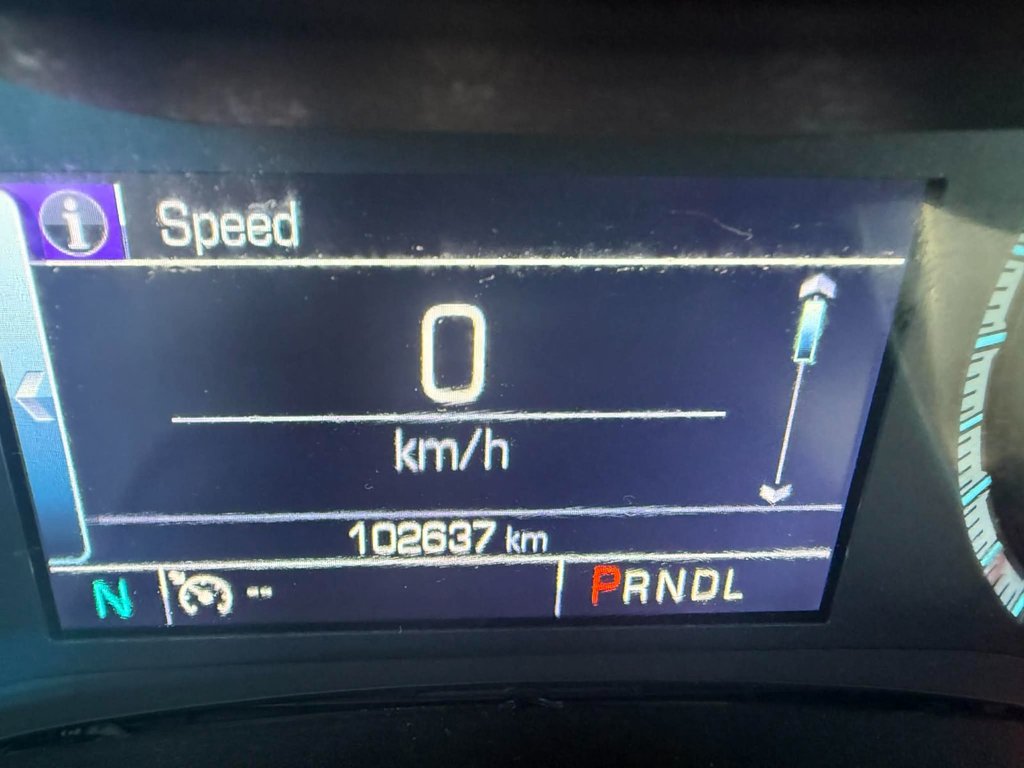 i Speed
0
km/h
102637 km
N -- PRNDL